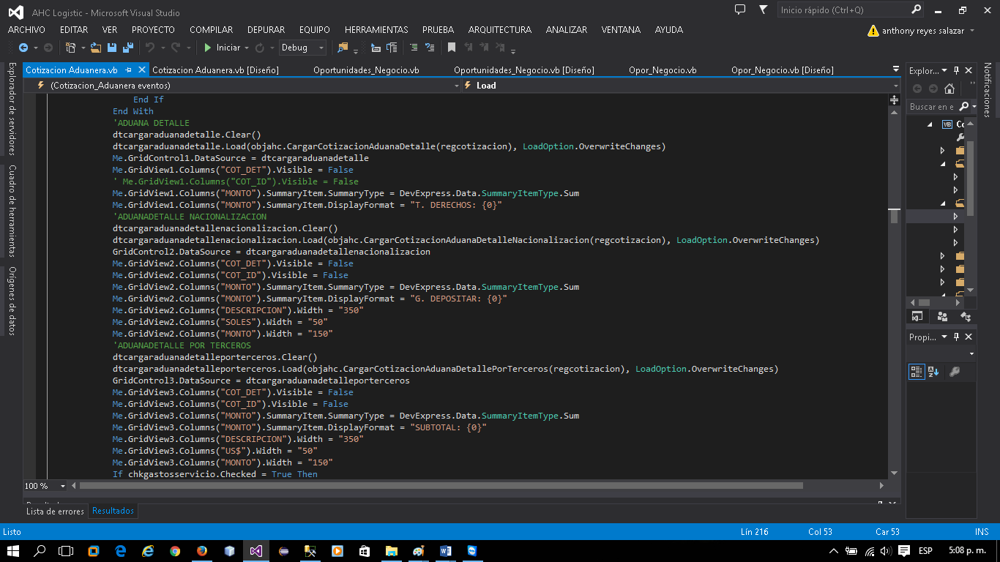 AHC Logistic - Microsoft Visual Studio
Inicio rápido (Ctrl+Q)
ARCHIVO EDITAR VER PROYECTO COMPILAR DEPURAR EQUIPO HERRAMIENTAS PRUEBA ARQUITECTURA ANALIZAR VENTANA AYUDA
anthony reyes salazar
Iniciar Debug
Cotizacion Aduanera.vb Cotizacion Aduanera.vb [Diseño] Oportunidades_Negocio.vb Oportunidades_Negocio.vb [Diseño] Opor_Negocio.vb Opor_Negocio.vb [Diseño]
(Cotizacion_Aduanera eventos) Load
End If
End With
'ADUANA DETALLE
dtcargaraduanadetalle.Clear()
dtcargaraduanadetalle.Load(objahc.CargarCotizacionAduanaDetalle(regcotizacion), LoadOption.OverwriteChanges)
Me.GridControl1.DataSource = dtcargaraduanadetalle
Me.GridView1.Columns("COT_DET").Visible = False
' Me.GridView1.Columns("COT_ID").Visible = False
Me.GridView1.Columns("MONTO").SummaryItem.SummaryType = DevExpress.Data.SummaryItemType.Sum
Me.GridView1.Columns("MONTO").SummaryItem.DisplayFormat = "T. DERECHOS: {0}"
'ADUANADETALLE NACIONALIZACION
dtcargaraduanadetallenacionalizacion.Clear()
dtcargaraduanadetallenacionalizacion.Load(objahc.CargarCotizacionAduanaDetalleNacionalizacion(regcotizacion), LoadOption.OverwriteChanges)
GridControl2.DataSource = dtcargaraduanadetallenacionalizacion
Me.GridView2.Columns("COT_DET").Visible = False
Me.GridView2.Columns("COT_ID").Visible = False
Me.GridView2.Columns("MONTO").SummaryItem.SummaryType = DevExpress.Data.SummaryItemType.Sum
Me.GridView2.Columns("MONTO").SummaryItem.DisplayFormat = "G. DEPOSITAR: {0}"
Me.GridView2.Columns("DESCRIPCION").Width = "350"
Me.GridView2.Columns("SOLES").Width = "50"
Me.GridView2.Columns("MONTO").Width = "150"
'ADUANADETALLE POR TERCEROS
dtcargaraduanadetalleporterceros.Clear()
dtcargaraduanadetalleporterceros.Load(objahc.CargarCotizacionAduanaDetallePorTerceros(regcotizacion), LoadOption.OverwriteChanges)
GridControl3.DataSource = dtcargaraduanadetalleporterceros
Me.GridView3.Columns("COT_DET").Visible = False
Me.GridView3.Columns("COT_ID").Visible = False
Me.GridView3.Columns("MONTO").SummaryItem.SummaryType = DevExpress.Data.SummaryItemType.Sum
Me.GridView3.Columns("MONTO").SummaryItem.DisplayFormat = "SUBTOTAL: {0}"
Me.GridView3.Columns("DESCRIPCION").Width = "350"
Me.GridView3.Columns("US$").Width = "50"
Me.GridView3.Columns("MONTO").Width = "150"
If chkgastosservicio.Checked = True Then
100 %
Explorador de servidores
Cuadro de herramientas
Orígenes de datos
Explor...
Buscar en e
VB Co
Propi...
Notificaciones
Lista de errores Resultados
Listo Lín 216 Col 53 Car 53 INS
ESP 5:08 p. m.